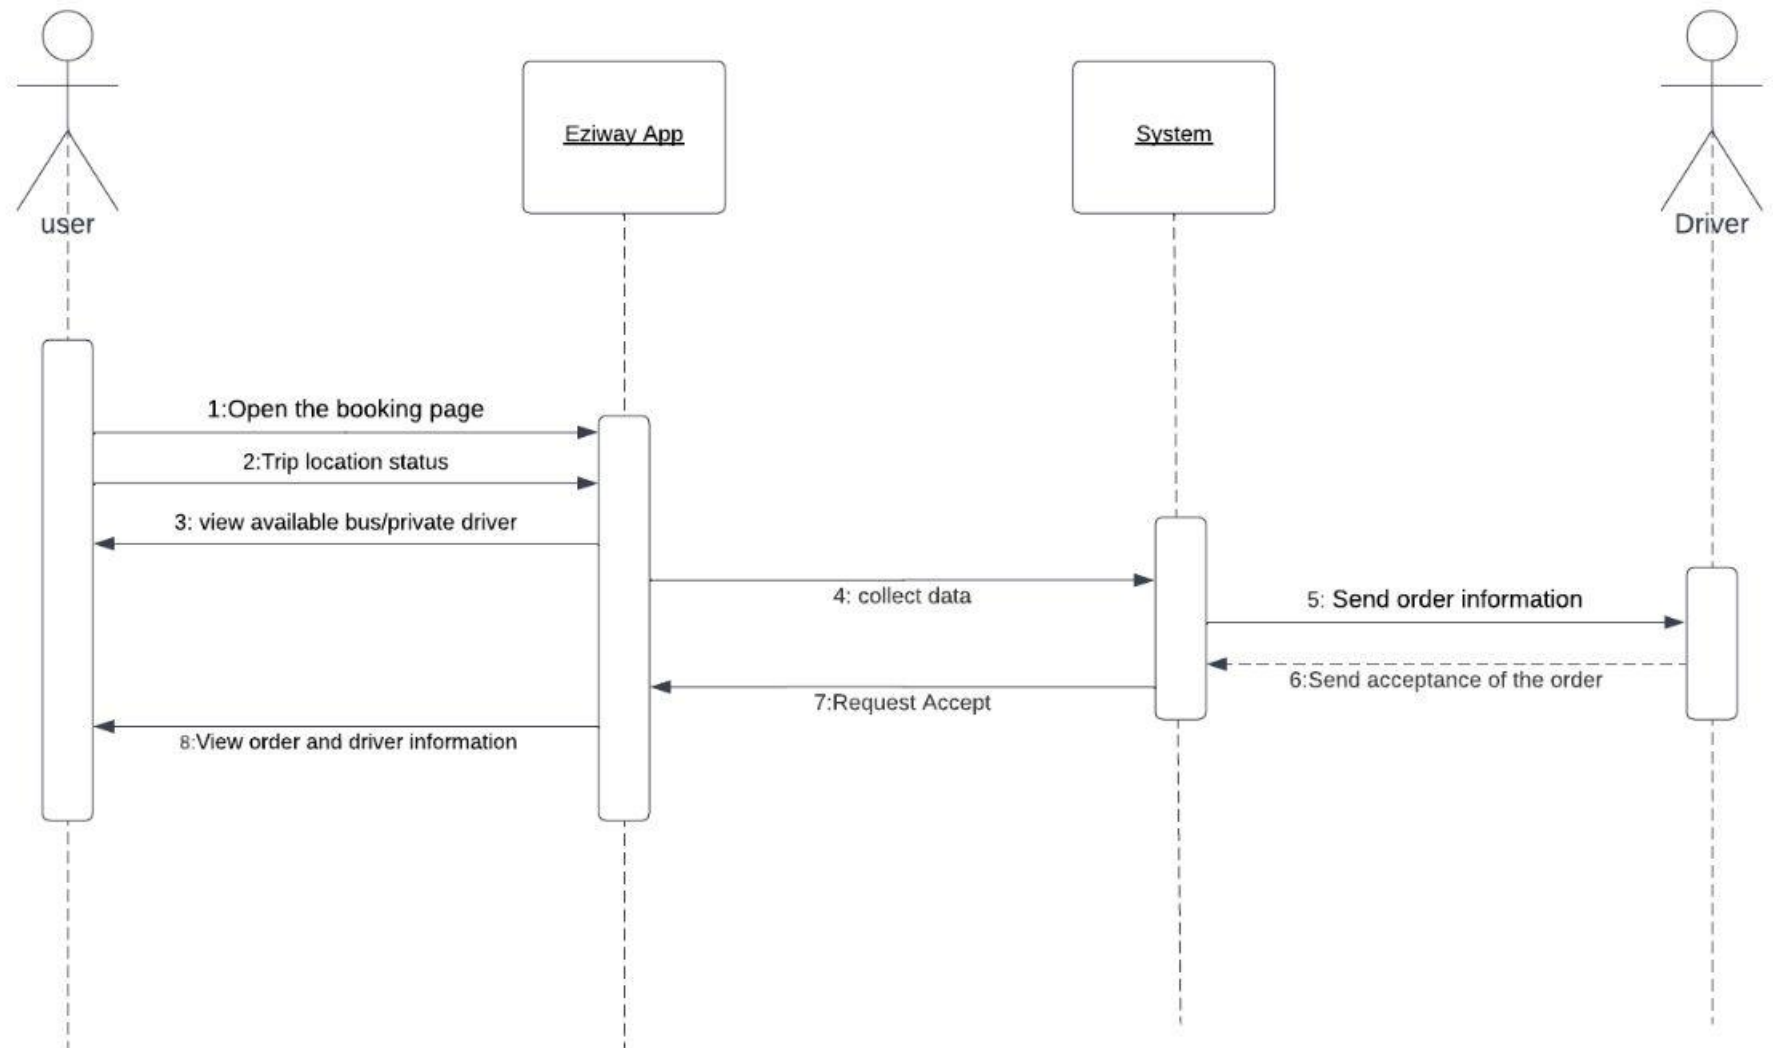 Eziway App
System
user
Driver
1:Open the booking page
2:Trip location status
3: view available bus/private driver
4: collect data
5: Send order information
6:Send acceptance of the order
7:Request Accept
8:View order and driver information